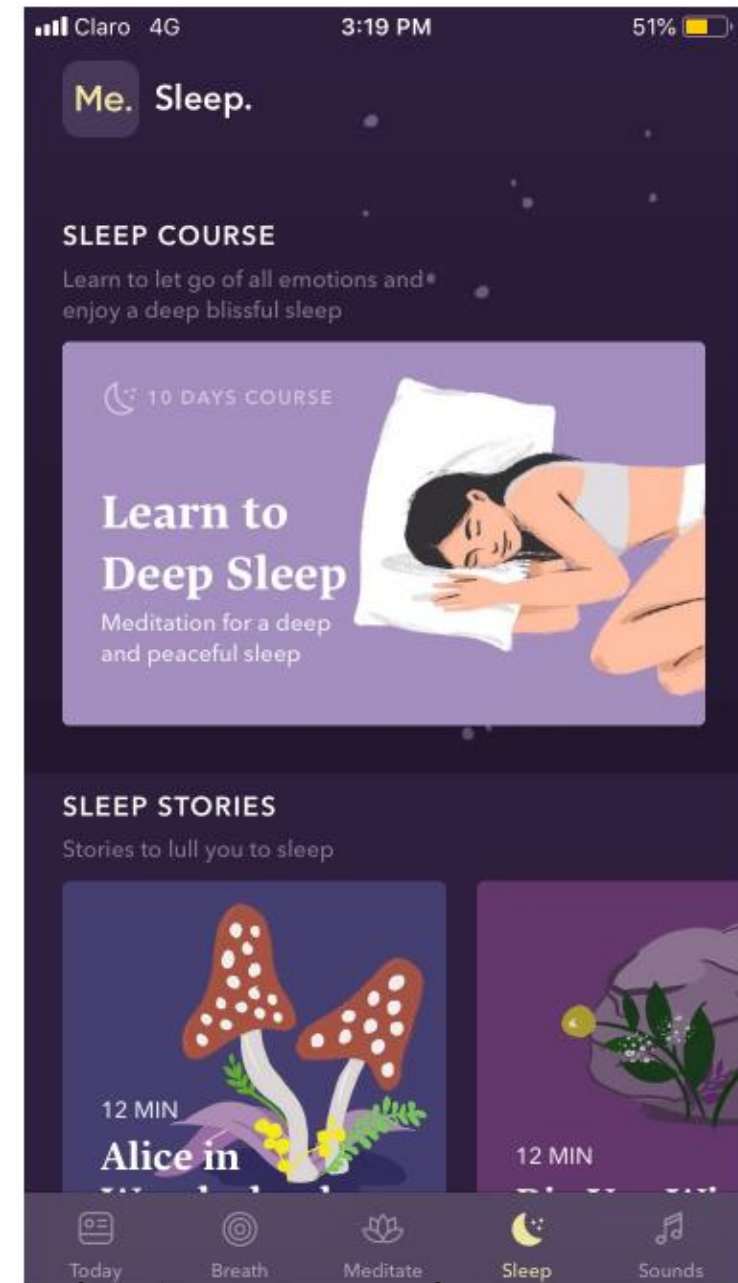 Claro 4G 3:19 PM 51%
Me. Sleep.
SLEEP COURSE
Learn to let go of all emotions and
enjoy a deep blissful sleep
10 DAYS COURSE
Learn to
Deep Sleep
Meditation for a deep
and peaceful sleep
SLEEP STORIES
Stories to lull you to sleep
12 MIN
Alice in
12 MIN
Today Breath Meditate Sleep Sounds